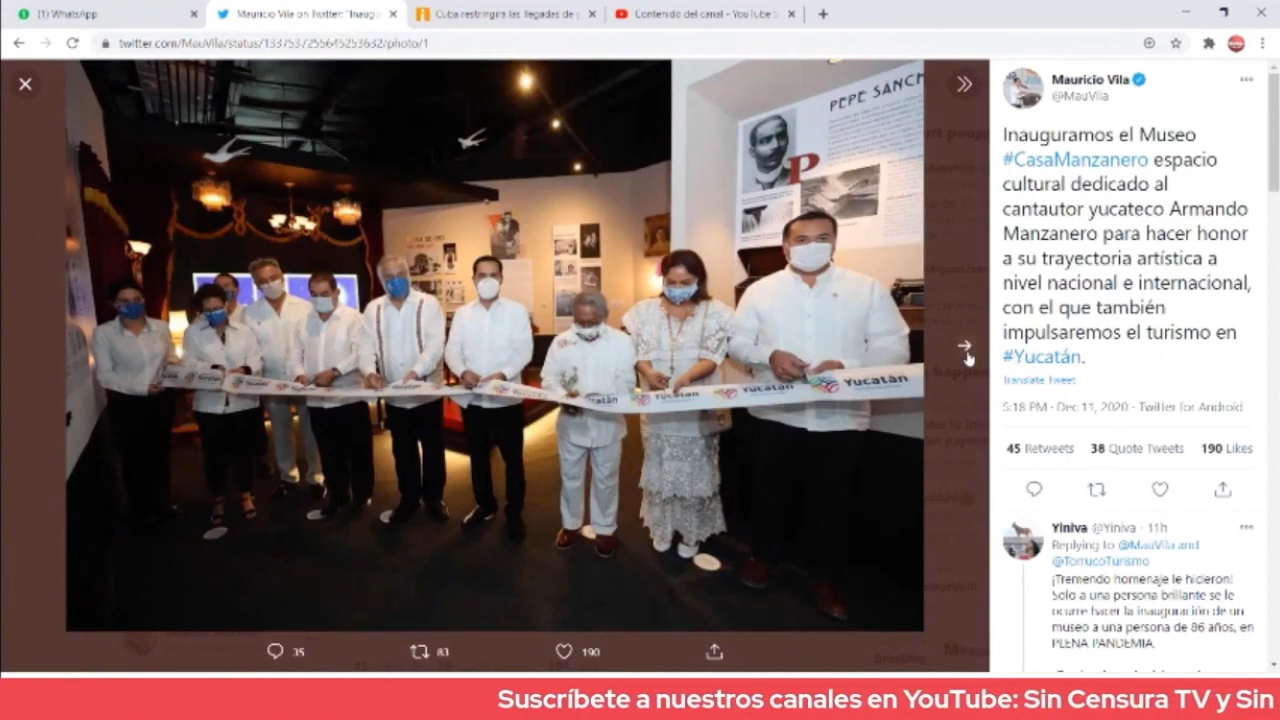 (1) WhatsApp
Mauricio Vila on Twitter: "Inaugu
Cuba restringirá las llegadas de
Contenido del canal - YouTube S
twitter.com/MauVila/status/1337537255645253632/photo/1
PEPE SANCH
P
Yucatán
Yucatán
Yucatán
Yucatán
35
83
190
Mauricio Vila
@MauVila
Inauguramos el Museo
#CasaManzanero espacio
cultural dedicado al
cantautor yucateco Armando
Manzanero para hacer honor
a su trayectoria artística a
nivel nacional e internacional,
con el que también
impulsaremos el turismo en
#Yucatán.
Translate Tweet
5:18 PM · Dec 11, 2020 · Twitter for Android
45 Retweets 38 Quote Tweets 190 Likes
Yiniva @Yiniva · 11h
Replying to @MauVila and
@TorrucoTurismo
¡Tremendo homenaje le hicieron!
Solo a una persona brillante se le
ocurre hacer la inauguración de un
museo a una persona de 86 años, en
PLENA PANDEMIA.
Suscríbete a nuestros canales en YouTube: Sin Censura TV y Sin